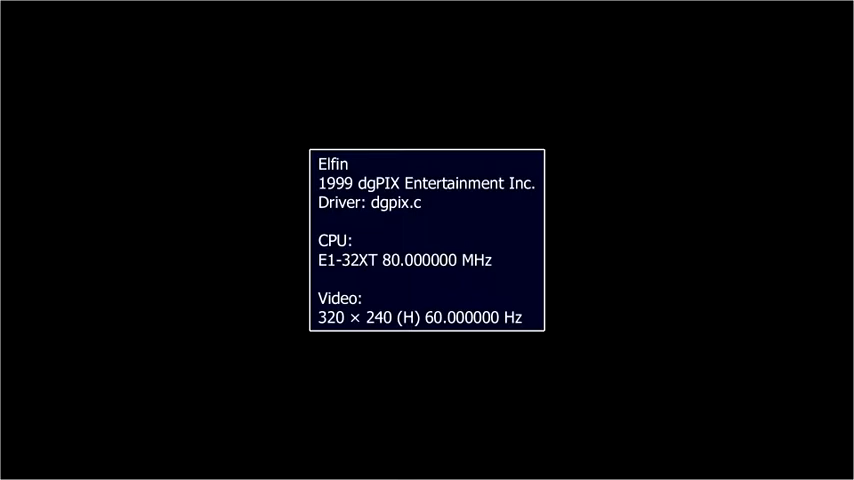 Elfin
1999 dgPIX Entertainment Inc.
Driver: dgpix.c
CPU:
E1-32XT 80.000000 MHz
Video:
320 × 240 (H) 60.000000 Hz